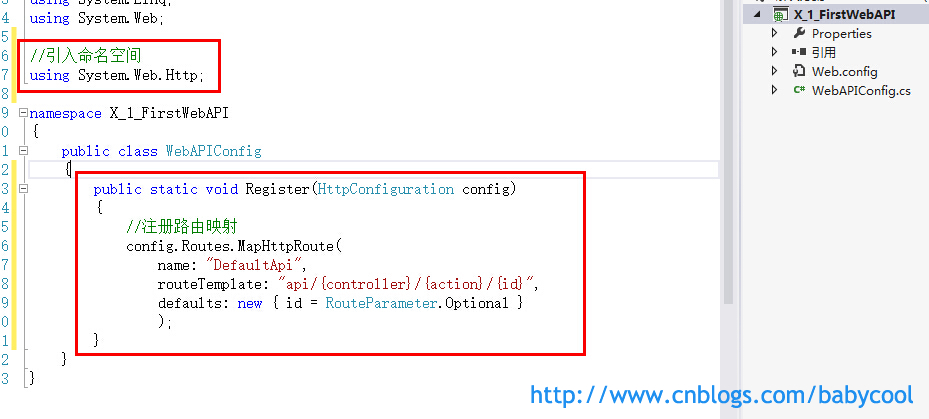 using System.Linq;
4 using System.Web;
5
6 //引入命名空间
7 using System.Web.Http;
8
9 namespace X_1_FirstWebAPI
0 {
1 public class WebAPIConfig
2 {
3 public static void Register(HttpConfiguration config)
4 {
5 //注册路由映射
6 config.Routes.MapHttpRoute(
7 name: "DefaultApi",
8 routeTemplate: "api/{controller}/{action}/{id}",
9 defaults: new { id = RouteParameter.Optional }
0 );
1 }
2 }
3 }
X_1_FirstWebAPI
Properties
引用
Web.config
C# WebAPIConfig.cs
http://www.cnblogs.com/babycool